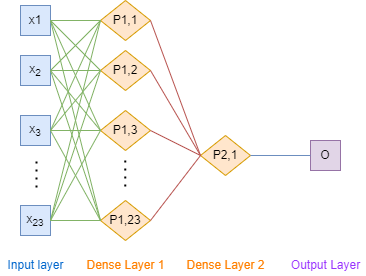 x1
P1,1
x2
P1,2
x3
P1,3
P2,1
O
x23
P1,23
Input layer
Dense Layer 1
Dense Layer 2
Output Layer